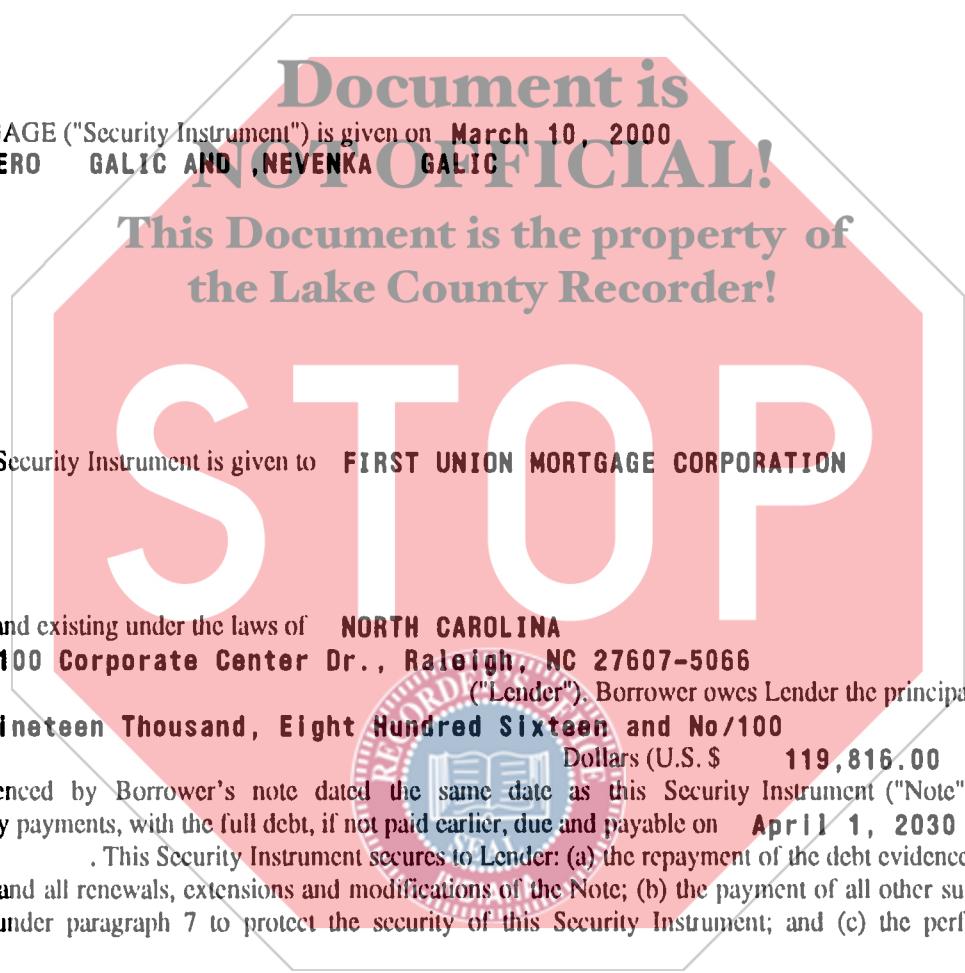 Document is
AGE ("Security Instrument") is given on March 10, 2000
ERO GALIC AND ,NEVENKA GALIC
NOT OFFICIAL!
This Document is the property of
the Lake County Recorder!
STOP
Security Instrument is given to FIRST UNION MORTGAGE CORPORATION
and existing under the laws of NORTH CAROLINA
100 Corporate Center Dr., Raleigh, NC 27607-5066
("Lender"). Borrower owes Lender the principa
ineteen Thousand, Eight Hundred Sixteen and No/100
Dollars (U.S. $ 119,816.00
enced by Borrower's note dated the same date as this Security Instrument ("Note"
y payments, with the full debt, if not paid earlier, due and payable on April 1, 2030
. This Security Instrument secures to Lender: (a) the repayment of the debt evidence
and all renewals, extensions and modifications of the Note; (b) the payment of all other su
under paragraph 7 to protect the security of this Security Instrument; and (c) the perf
RECORDER'S OFFICE
SEAL